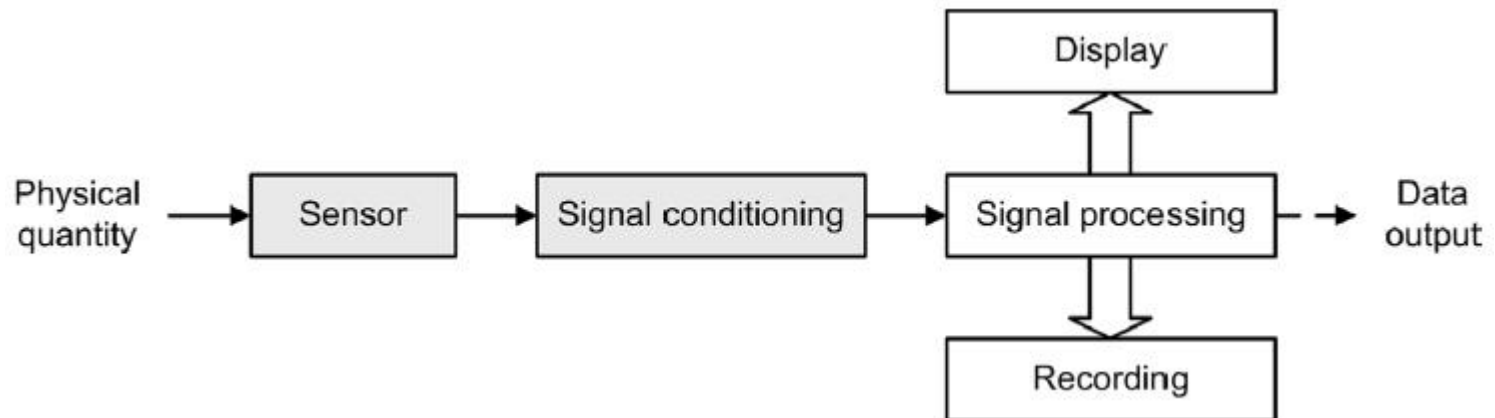 Display
Physical
quantity
Sensor
Signal conditioning
Signal processing
Data
output
Recording